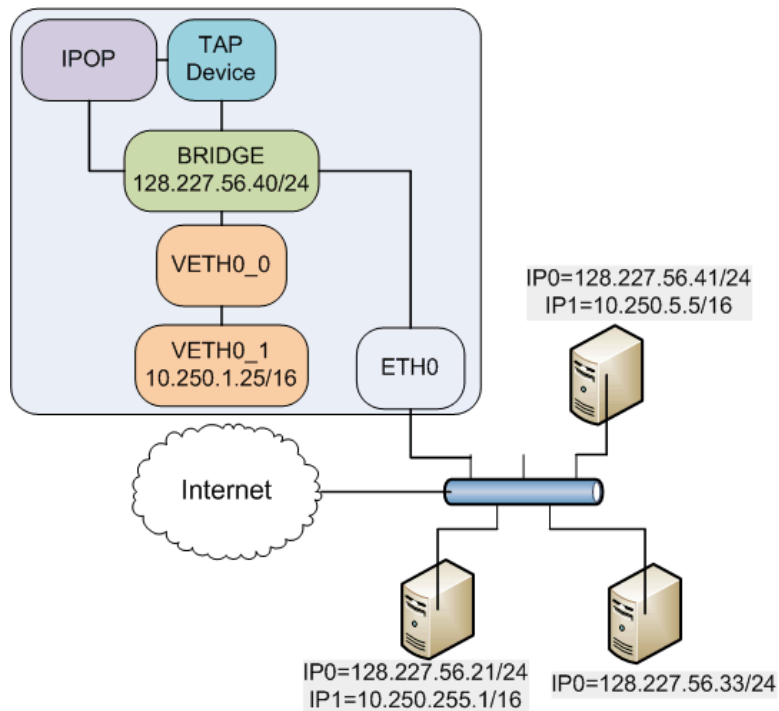 IPOP
TAP
Device
BRIDGE
128.227.56.40/24
VETH0_0
VETH0_1
10.250.1.25/16
ETH0
IP0=128.227.56.41/24
IP1=10.250.5.5/16
Internet
IP0=128.227.56.21/24
IP1=10.250.255.1/16
IP0=128.227.56.33/24